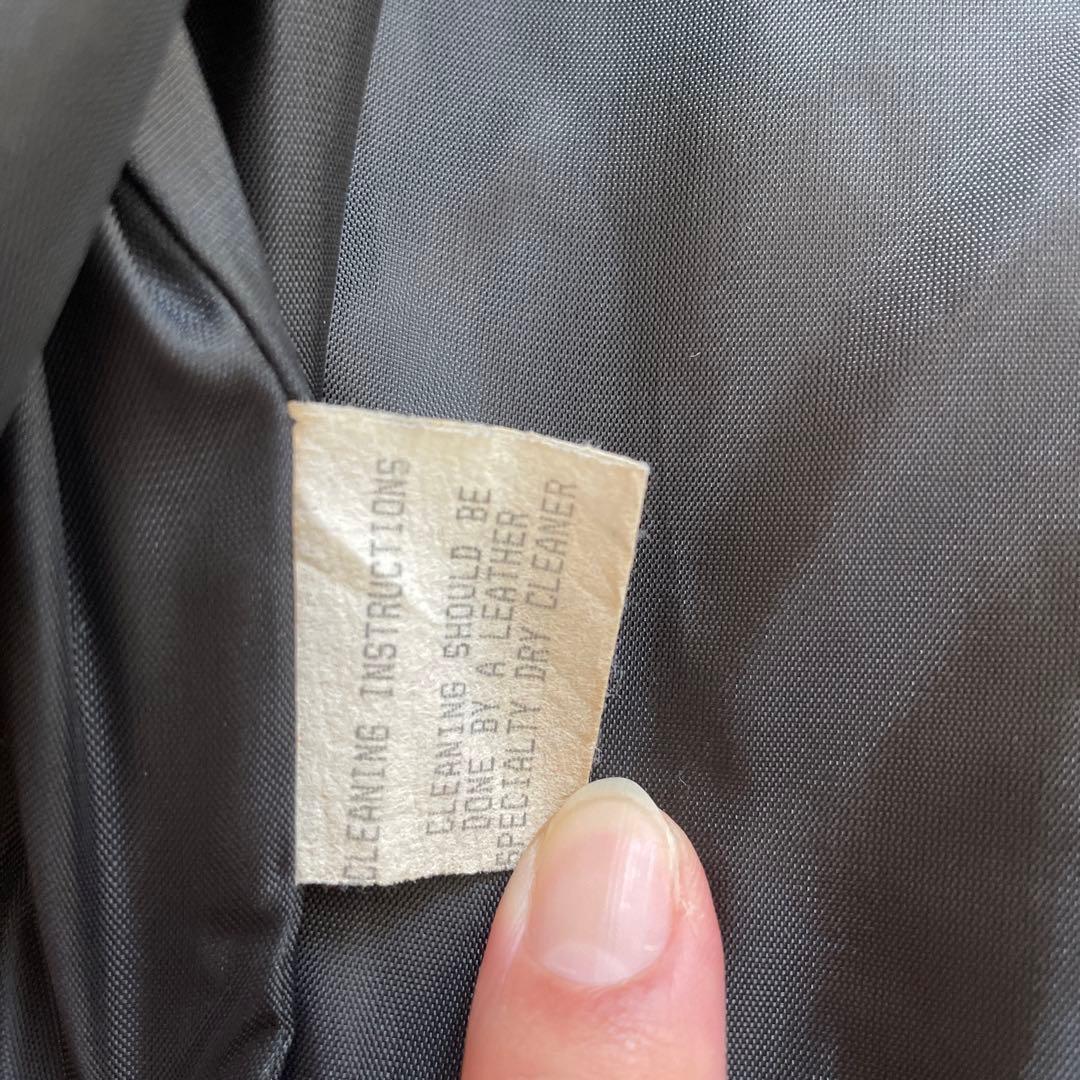 CLEANING INSTRUCTIONS
CLEANING SHOULD BE
DONE BY A LEATHER
SPECIALTY DRY CLEANER